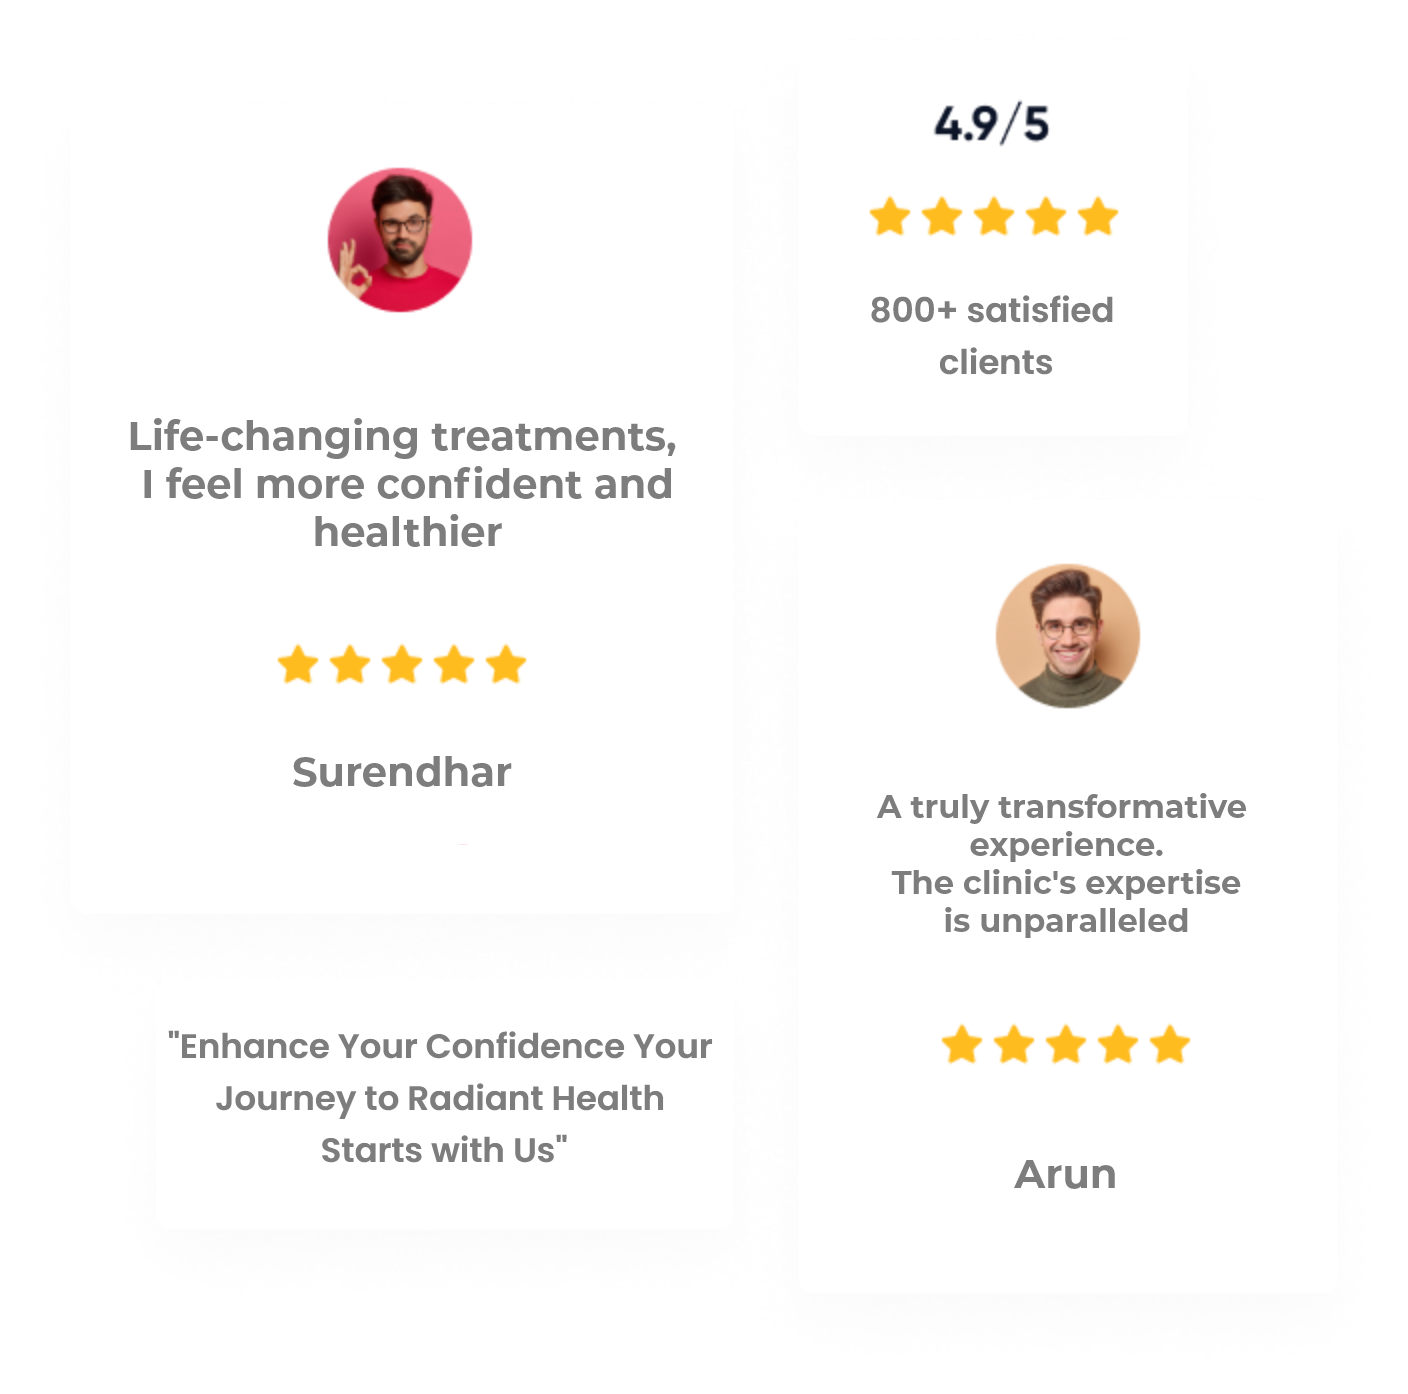 Life-changing treatments,
I feel more confident and
healthier
Surendhar
"Enhance Your Confidence Your
Journey to Radiant Health
Starts with Us"
4.9/5
800+ satisfied
clients
A truly transformative
experience.
The clinic's expertise
is unparalleled
Arun